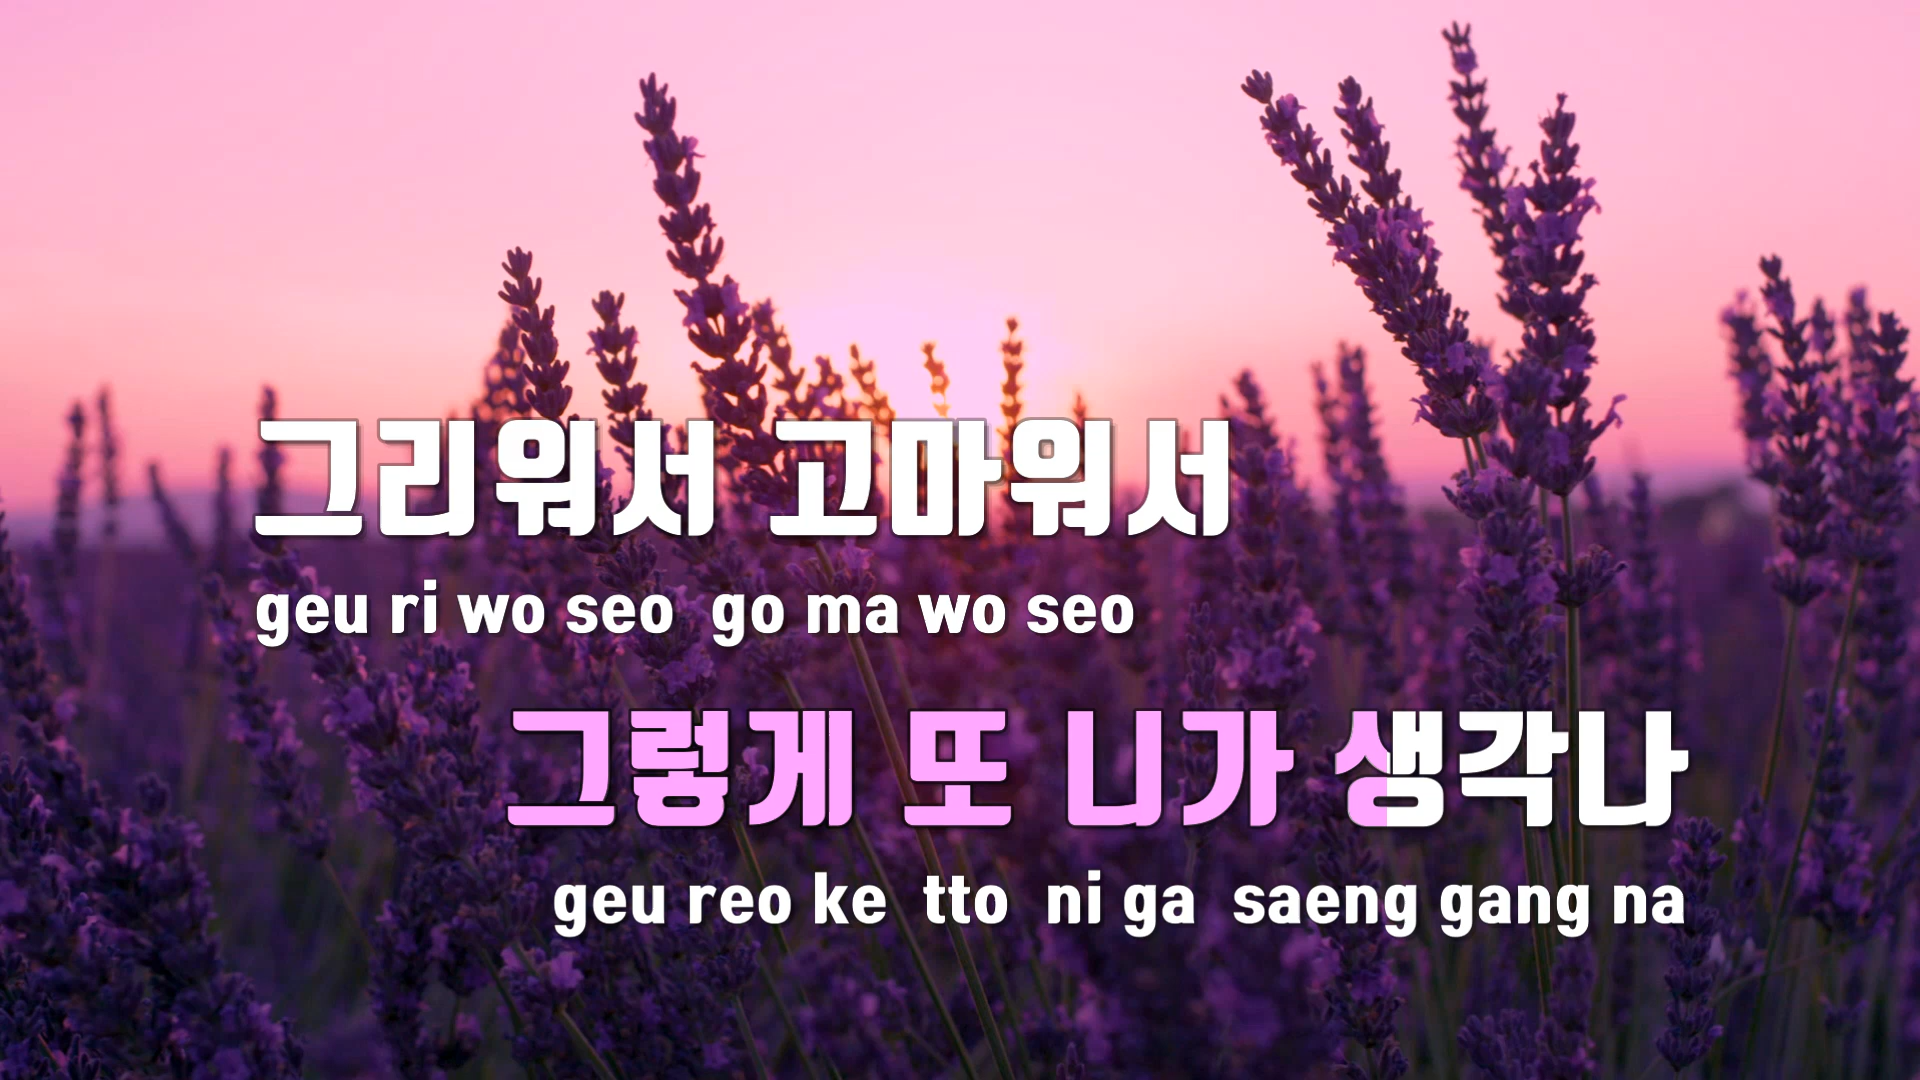 그리워서 고마워서
geu ri wo seo go ma wo seo
그렇게 또 니가 생각나
geu reo ke tto ni ga saeng gang na